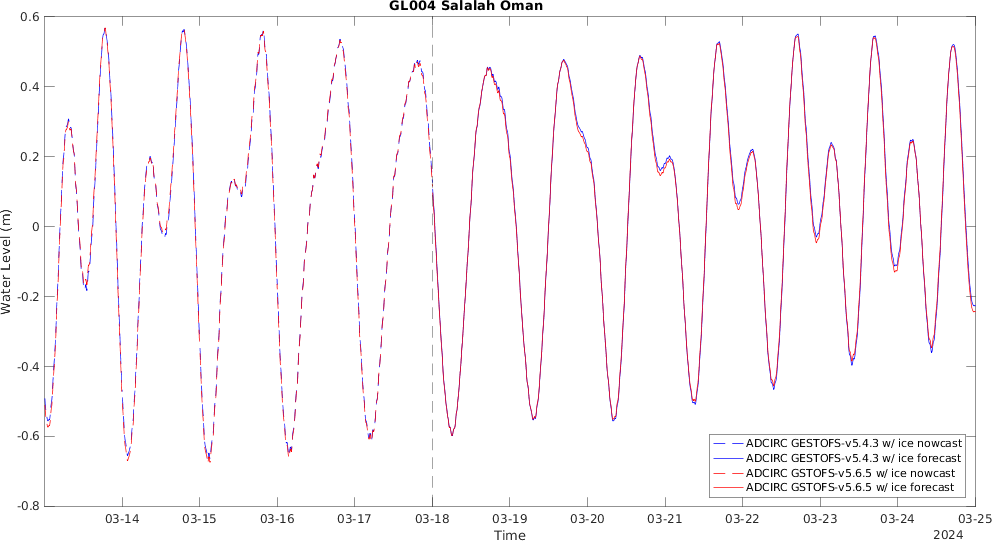 GL004 Salalah Oman
0.6
0.4
0.2
0
-0.2
-0.4
-0.6
-0.8
Water Level (m)
ADCIRC GESTOFS-v5.4.3 w/ ice nowcast
ADCIRC GESTOFS-v5.4.3 w/ ice forecast
ADCIRC GSTOFS-v5.6.5 w/ ice nowcast
ADCIRC GSTOFS-v5.6.5 w/ ice forecast
03-14 03-15 03-16 03-17 03-18 03-19 03-20 03-21 03-22 03-23 03-24 03-25
Time
2024